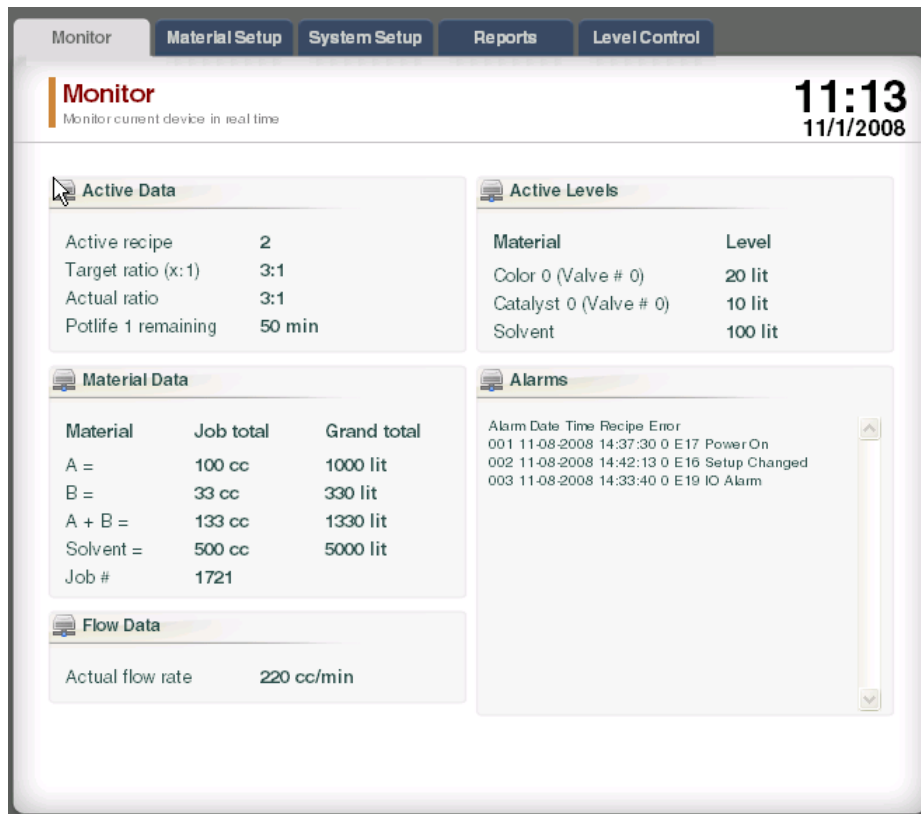 Monitor Material Setup System Setup Reports Level Control
Monitor
Monitor current device in real time
11:13
11/1/2008
Active Data
Active recipe 2
Target ratio (x:1) 3:1
Actual ratio 3:1
Potlife 1 remaining 50 min
Active Levels
Material Level
Color 0 (Valve # 0) 20 lit
Catalyst 0 (Valve # 0) 10 lit
Solvent 100 lit
Material Data
Material Job total Grand total
A = 100 cc 1000 lit
B = 33 cc 330 lit
A + B = 133 cc 1330 lit
Solvent = 500 cc 5000 lit
Job # 1721
Alarms
Alarm Date Time Recipe Error
001 11-08-2008 14:37:30 0 E17 Power On
002 11-08-2008 14:42:13 0 E16 Setup Changed
003 11-08-2008 14:33:40 0 E19 IO Alarm
Flow Data
Actual flow rate 220 cc/min